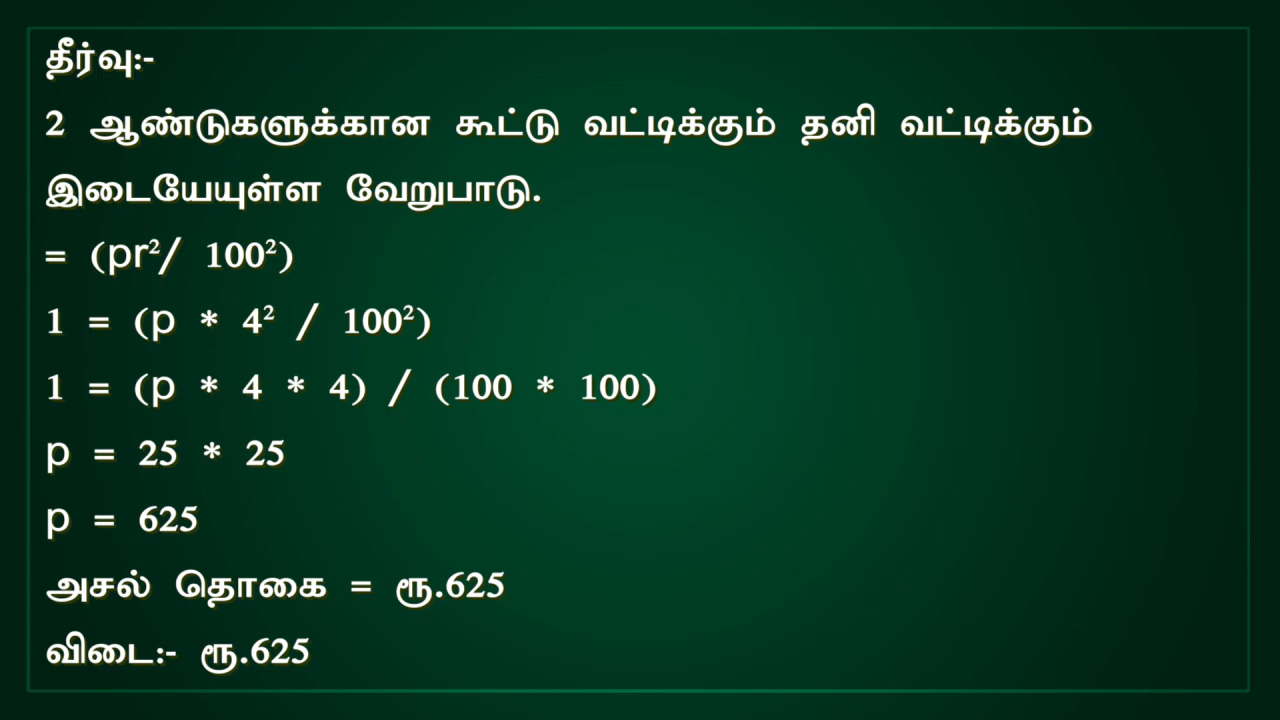 தீர்வு:-
2 ஆண்டுகளுக்கான கூட்டு வட்டிக்கும் தனி வட்டிக்கும்
இடையேயுள்ள வேறுபாடு.
= (pr²/ 100²)
1 = (p * 4² / 100²)
1 = (p * 4 * 4) / (100 * 100)
p = 25 * 25
p = 625
அசல் தொகை = ரூ.625
விடை:- ரூ.625